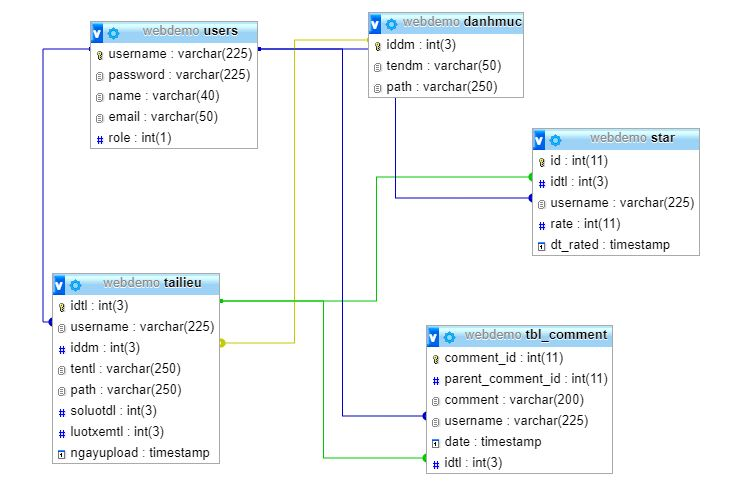 webdemo users
username : varchar(225)
password : varchar(225)
name : varchar(40)
email : varchar(50)
role : int(1)
webdemo danhmuc
iddm : int(3)
tendm : varchar(50)
path : varchar(250)
webdemo star
id : int(11)
idtl : int(3)
username : varchar(225)
rate : int(11)
dt_rated : timestamp
webdemo tailieu
idtl : int(3)
username : varchar(225)
iddm : int(3)
tentl : varchar(250)
path : varchar(250)
soluotdl : int(3)
luotxemtl : int(3)
ngayupload : timestamp
webdemo tbl_comment
comment_id : int(11)
parent_comment_id : int(11)
comment : varchar(200)
username : varchar(225)
date : timestamp
idtl : int(3)